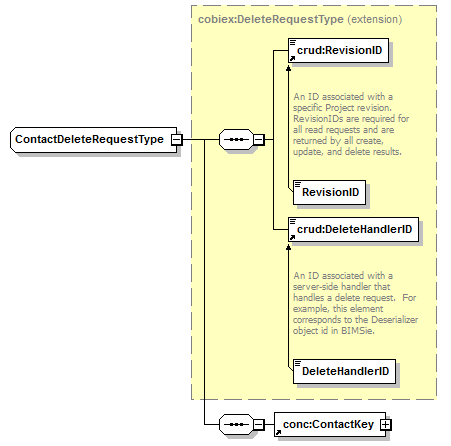 cobiex:DeleteRequestType (extension)
crud:RevisionID
An ID associated with a
specific Project revision.
RevisionIDs are required for
all read requests and are
returned by all create,
update, and delete results.
ContactDeleteRequestType
RevisionID
crud:DeleteHandlerID
An ID associated with a
server-side handler that
handles a delete request. For
example, this element
corresponds to the Deserializer
object id in BIMSie.
DeleteHandlerID
conc:ContactKey